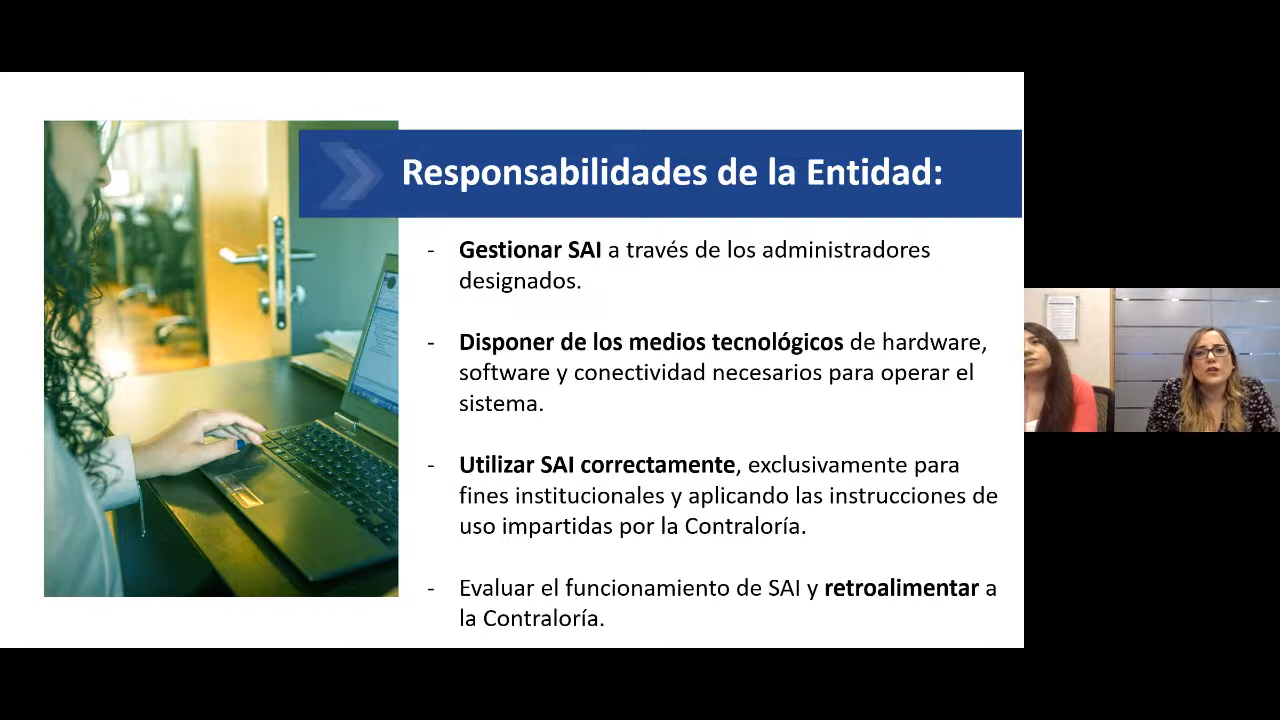 Responsabilidades de la Entidad:
- Gestionar SAI a través de los administradores
designados.
- Disponer de los medios tecnológicos de hardware,
software y conectividad necesarios para operar el
sistema.
- Utilizar SAI correctamente, exclusivamente para
fines institucionales y aplicando las instrucciones de
uso impartidas por la Contraloría.
- Evaluar el funcionamiento de SAI y retroalimentar a
la Contraloría.